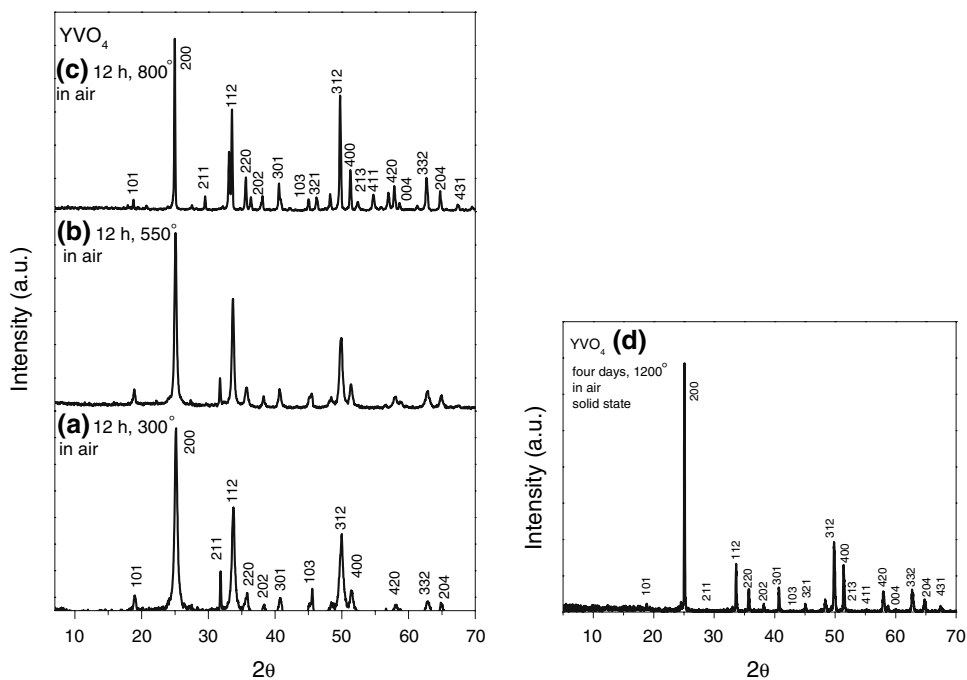 YVO4
(c) 12 h, 800°
in air
200
101
211
112
220
202
301
103
321
312
400
213
411
420
004
332
204
431
(b) 12 h, 550°
in air
(a) 12 h, 300°
in air
200
101
211
112
220
202
301
103
312
400
420
332
204
Intensity (a.u.)
Intensity (a.u.)
10 20 30 40 50 60 70
2θ
YVO4 (d)
four days, 1200°
in air
solid state
200
101
211
112
220
202
301
103
321
312
400
213
411
420
004
332
204
431
Intensity (a.u.)
10 20 30 40 50 60 70
2θ